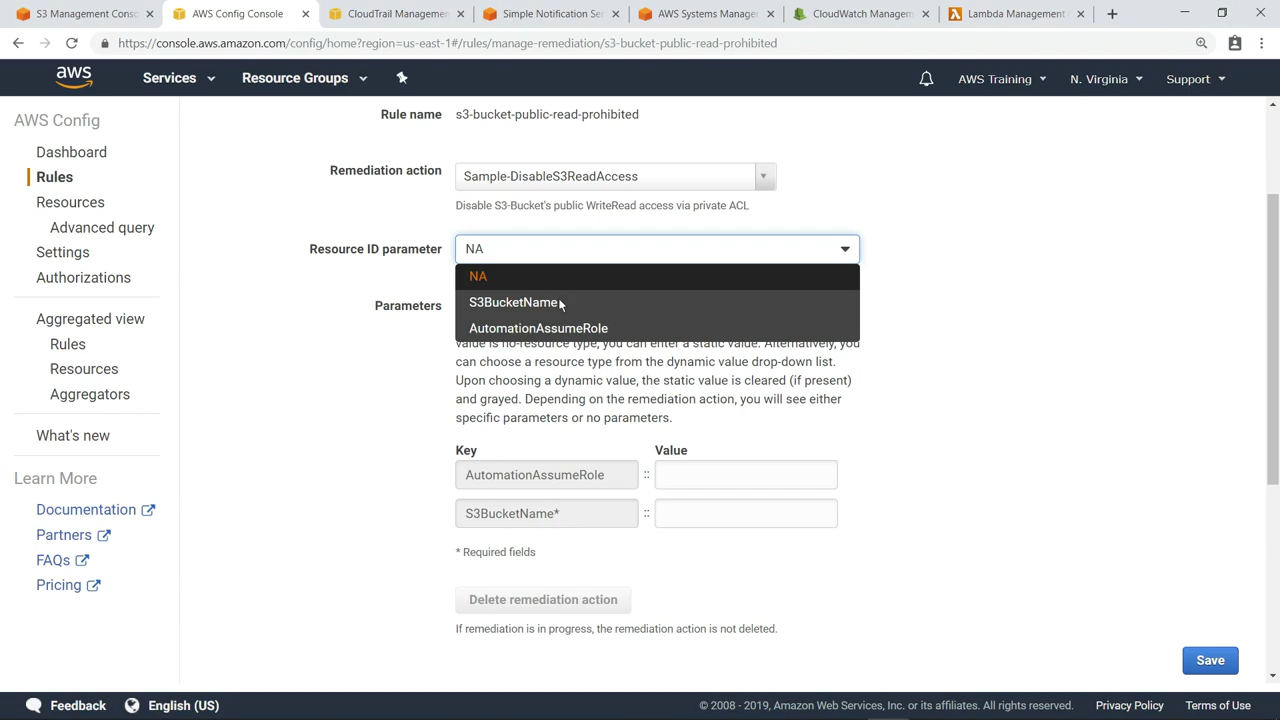 S3 Management Conso
AWS Config Console
CloudTrail Managemen
Simple Notification Se
AWS Systems Manage
CloudWatch Managem
Lambda Management
https://console.aws.amazon.com/config/home?region=us-east-1#/rules/manage-remediation/s3-bucket-public-read-prohibited
aws
Services
Resource Groups
AWS Training
N. Virginia
Support
AWS Config
Dashboard
Rules
Resources
Advanced query
Settings
Authorizations
Aggregated view
Rules
Resources
Aggregators
What's new
Learn More
Documentation
Partners
FAQs
Pricing
Rule name s3-bucket-public-read-prohibited
Remediation action Sample-DisableS3ReadAccess
Disable S3-Bucket's public WriteRead access via private ACL
Resource ID parameter NA
NA
S3BucketName
AutomationAssumeRole
Parameters
value is no-resource type, you can enter a static value. Alternatively, you
can choose a resource type from the dynamic value drop-down list.
Upon choosing a dynamic value, the static value is cleared (if present)
and grayed. Depending on the remediation action, you will see either
specific parameters or no parameters.
Key Value
AutomationAssumeRole ::
S3BucketName* ::
* Required fields
Delete remediation action
If remediation is in progress, the remediation action is not deleted.
Save
Feedback
English (US)
© 2008 - 2019, Amazon Web Services, Inc. or its affiliates. All rights reserved.
Privacy Policy
Terms of Use